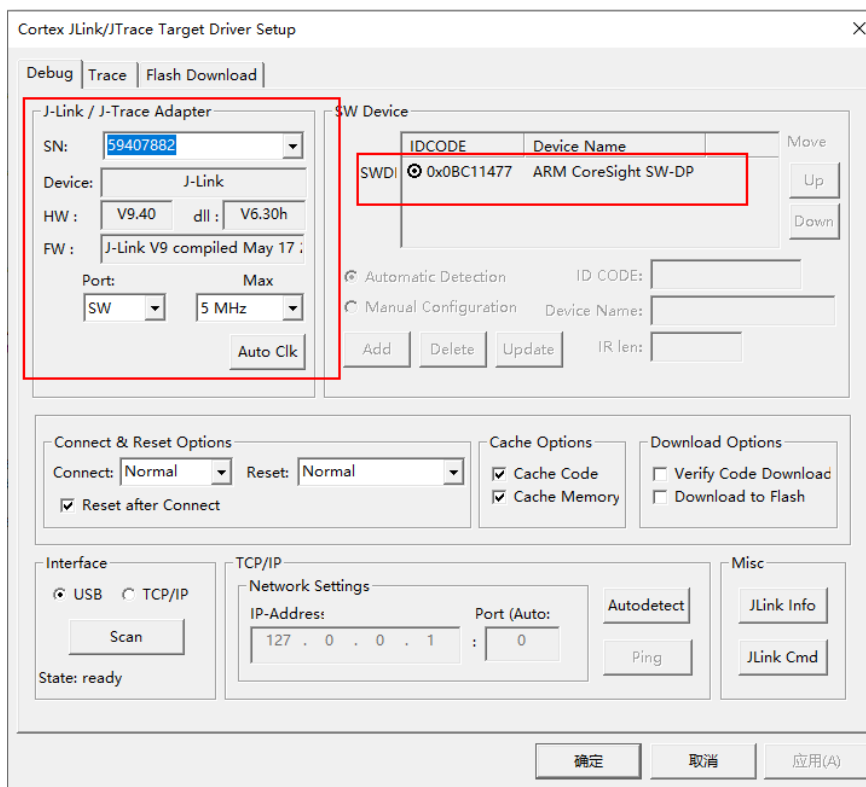 Cortex JLink/JTrace Target Driver Setup
Debug Trace Flash Download
J-Link / J-Trace Adapter
SN: 59407882
Device: J-Link
HW : V9.40 dll : V6.30h
FW : J-Link V9 compiled May 17
Port: Max
SW 5 MHz
Auto Clk
SW Device
IDCODE Device Name
SWDI 0x0BC11477 ARM CoreSight SW-DP
Move
Up
Down
Automatic Detection ID CODE:
Manual Configuration Device Name:
Add Delete Update IR len:
Connect & Reset Options
Connect: Normal Reset: Normal
Reset after Connect
Cache Options
Cache Code
Cache Memory
Download Options
Verify Code Download
Download to Flash
Interface
USB TCP/IP
Scan
State: ready
TCP/IP
Network Settings
IP-Address Port (Auto:
127 . 0 . 0 . 1 : 0
Autodetect
Ping
Misc
JLink Info
JLink Cmd
确定 取消 应用(A)